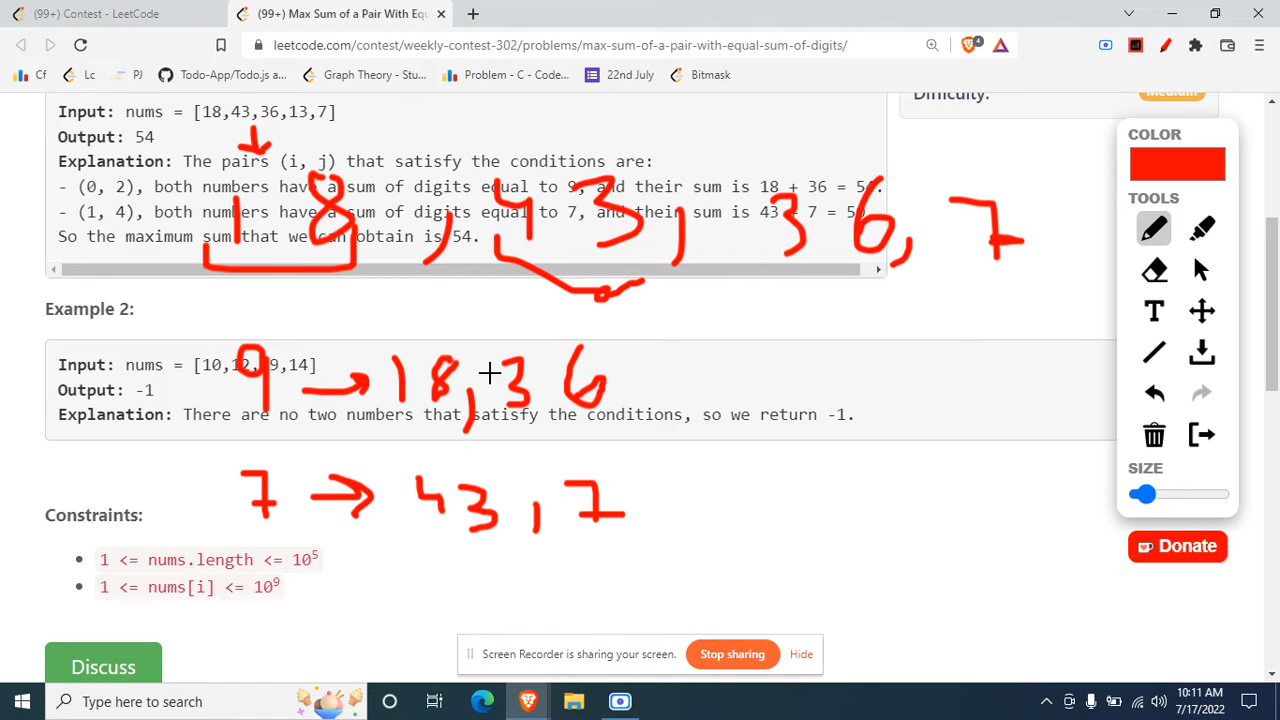 (99+) Contest - LeetCode
(99+) Max Sum of a Pair With Equ
leetcode.com/contest/weekly-contest-302/problems/max-sum-of-a-pair-with-equal-sum-of-digits/
4
Cf
Lc
PJ
Todo-App/Todo.js a...
Graph Theory - Stu...
Problem - C - Code...
22nd July
Bitmask
Difficulty:
Medium
Input: nums = [18,43,36,13,7]
Output: 54
Explanation: The pairs (i, j) that satisfy the conditions are:
- (0, 2), both numbers have a sum of digits equal to 9, and their sum is 18 + 36 = 54.
- (1, 4), both numbers have a sum of digits equal to 7, and their sum is 43 + 7 = 50.
So the maximum sum that we can obtain is 54.
18, 43, 36, 7
Example 2:
Input: nums = [10,12,19,14]
Output: -1
Explanation: There are no two numbers that satisfy the conditions, so we return -1.
9 → 18, 36
7 → 43, 7
Constraints:
1 <= nums.length <= 10⁵
1 <= nums[i] <= 10⁹
Discuss
COLOR
TOOLS
T
SIZE
Donate
Screen Recorder is sharing your screen.
Stop sharing
Hide
Type here to search
10:11 AM
7/17/2022